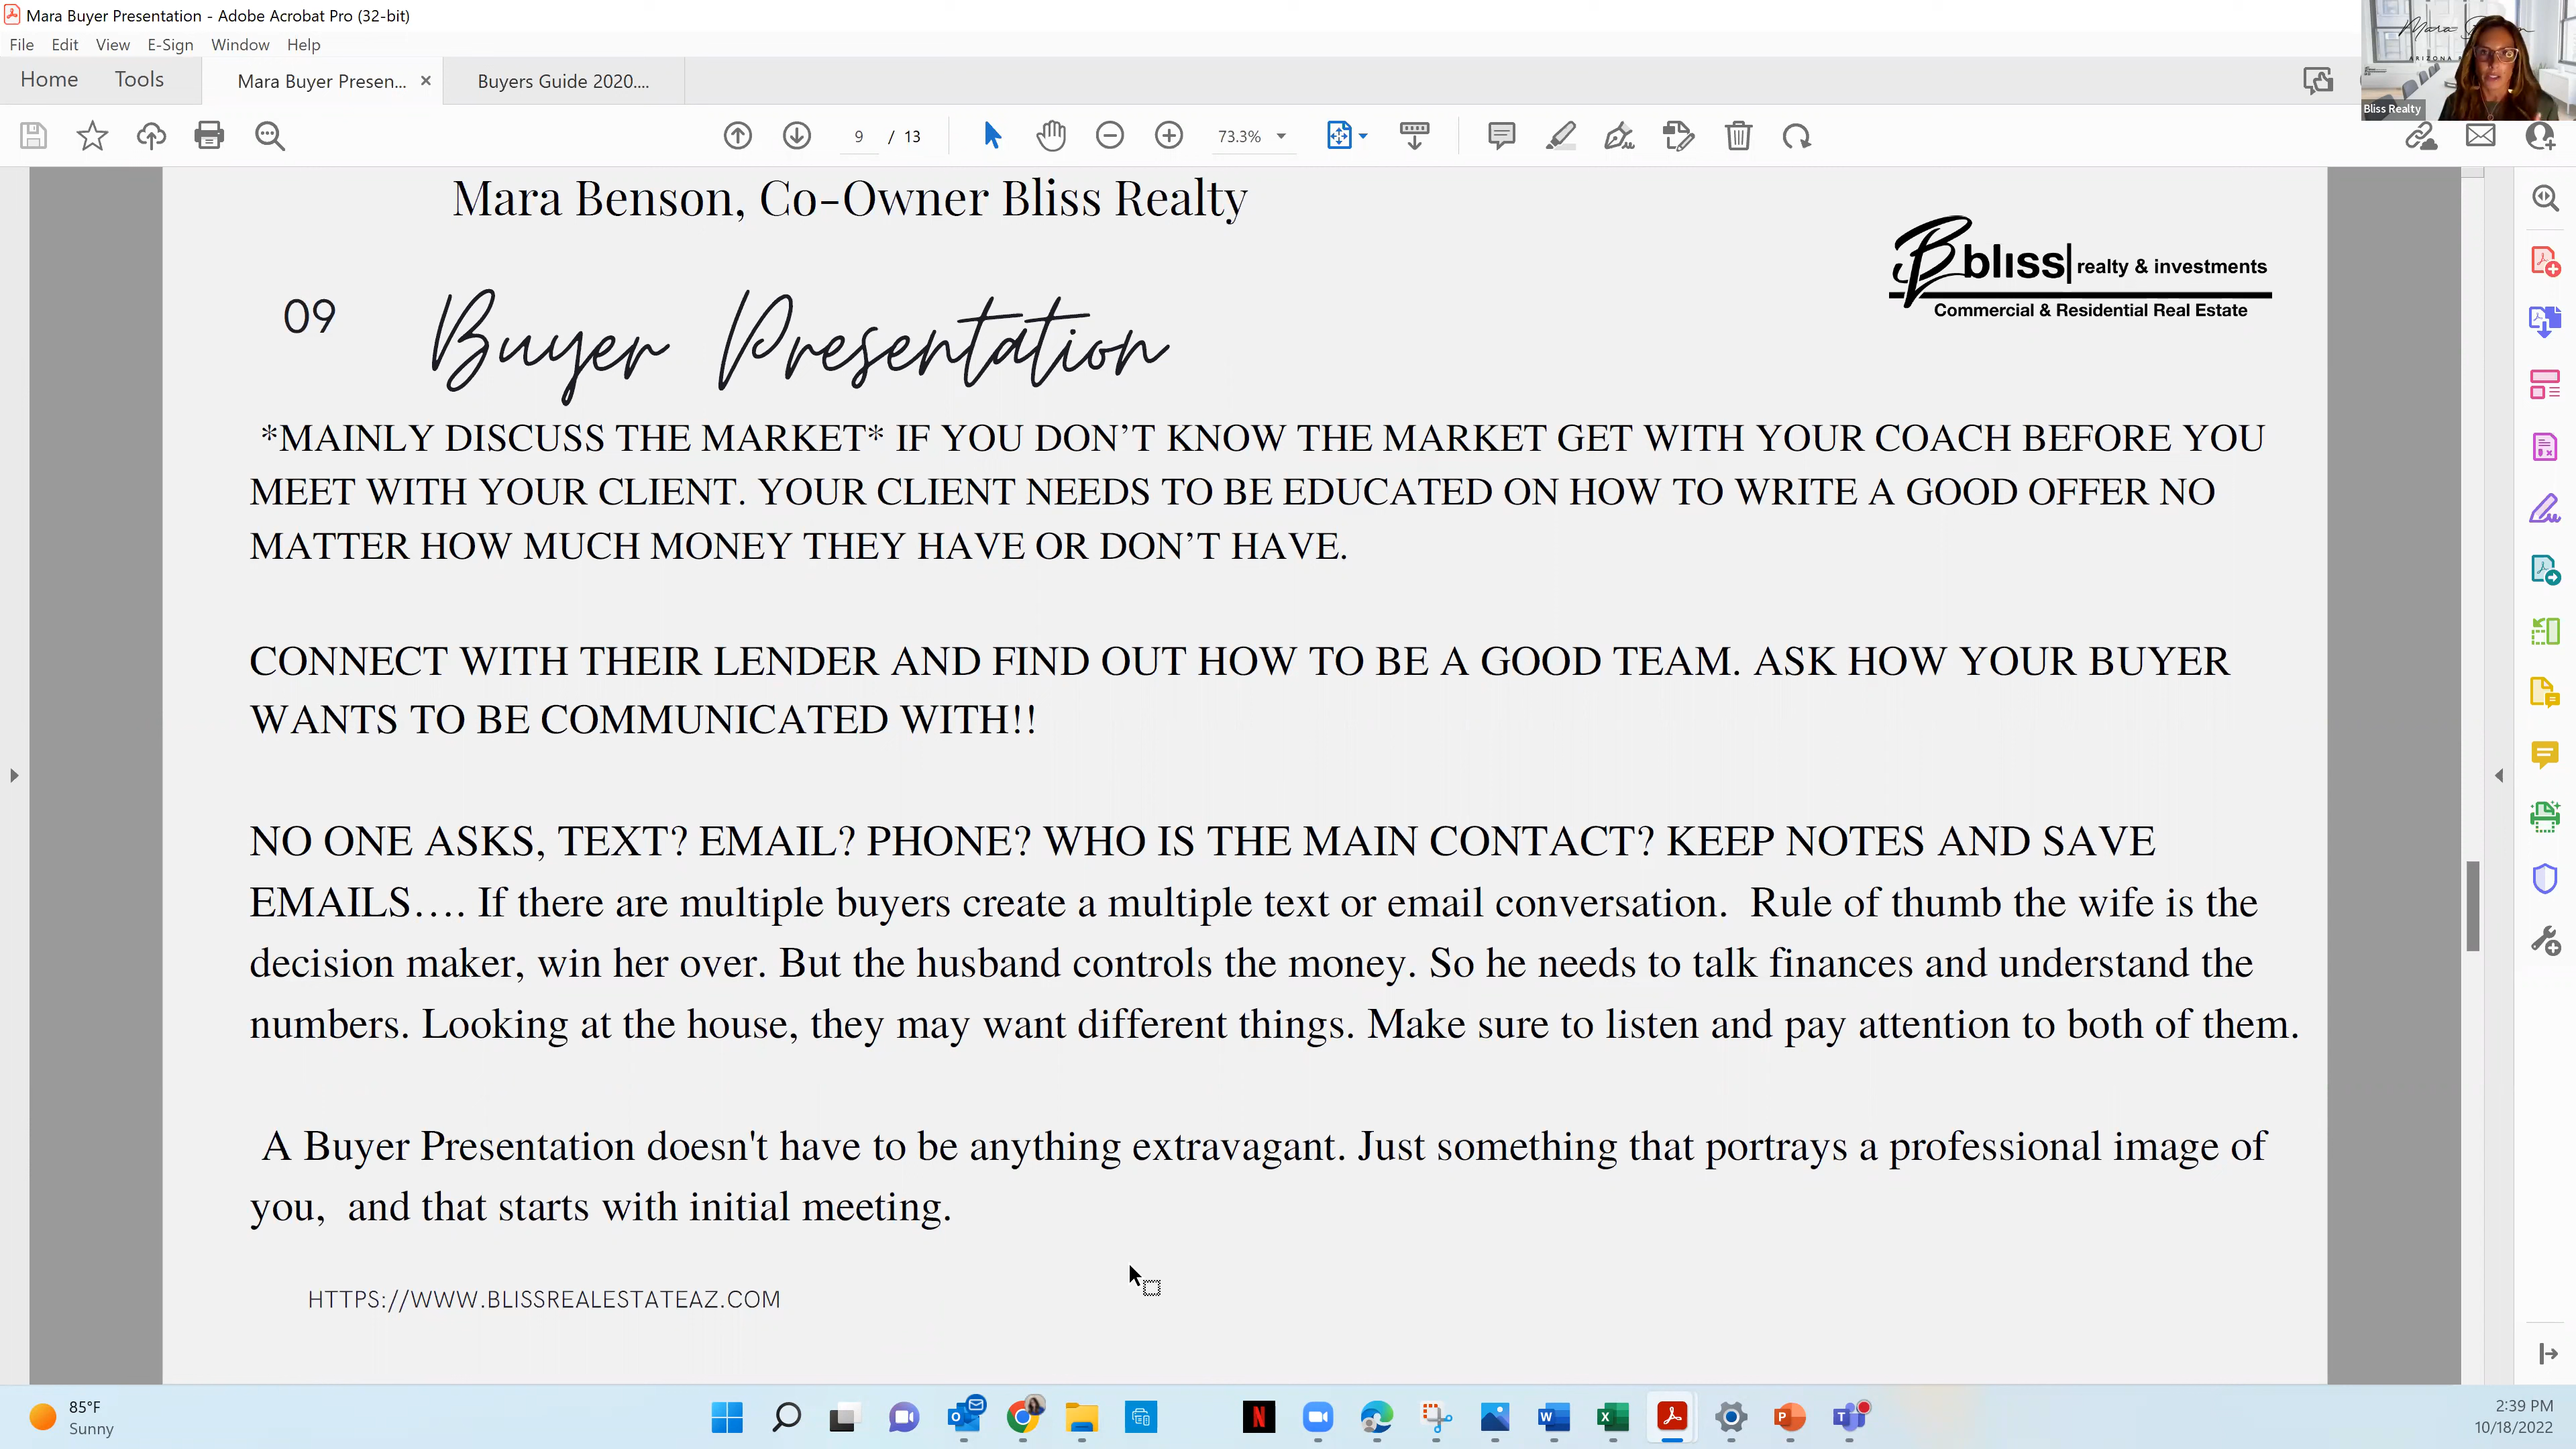 Mara Buyer Presentation - Adobe Acrobat Pro (32-bit)
File Edit View E-Sign Window Help
Home Tools Mara Buyer Presen... Buyers Guide 2020....
Bliss Realty
9 / 13 73.3%
Mara Benson, Co-Owner Bliss Realty
bliss| realty & investments
Commercial & Residential Real Estate
09 Buyer Presentation
*MAINLY DISCUSS THE MARKET* IF YOU DON’T KNOW THE MARKET GET WITH YOUR COACH BEFORE YOU
MEET WITH YOUR CLIENT. YOUR CLIENT NEEDS TO BE EDUCATED ON HOW TO WRITE A GOOD OFFER NO
MATTER HOW MUCH MONEY THEY HAVE OR DON’T HAVE.
CONNECT WITH THEIR LENDER AND FIND OUT HOW TO BE A GOOD TEAM. ASK HOW YOUR BUYER
WANTS TO BE COMMUNICATED WITH!!
NO ONE ASKS, TEXT? EMAIL? PHONE? WHO IS THE MAIN CONTACT? KEEP NOTES AND SAVE
EMAILS…. If there are multiple buyers create a multiple text or email conversation.  Rule of thumb the wife is the
decision maker, win her over. But the husband controls the money. So he needs to talk finances and understand the
numbers. Looking at the house, they may want different things. Make sure to listen and pay attention to both of them.
A Buyer Presentation doesn't have to be anything extravagant. Just something that portrays a professional image of
you,  and that starts with initial meeting.
HTTPS://WWW.BLISSREALESTATEAZ.COM
85°F
Sunny
2:39 PM
10/18/2022